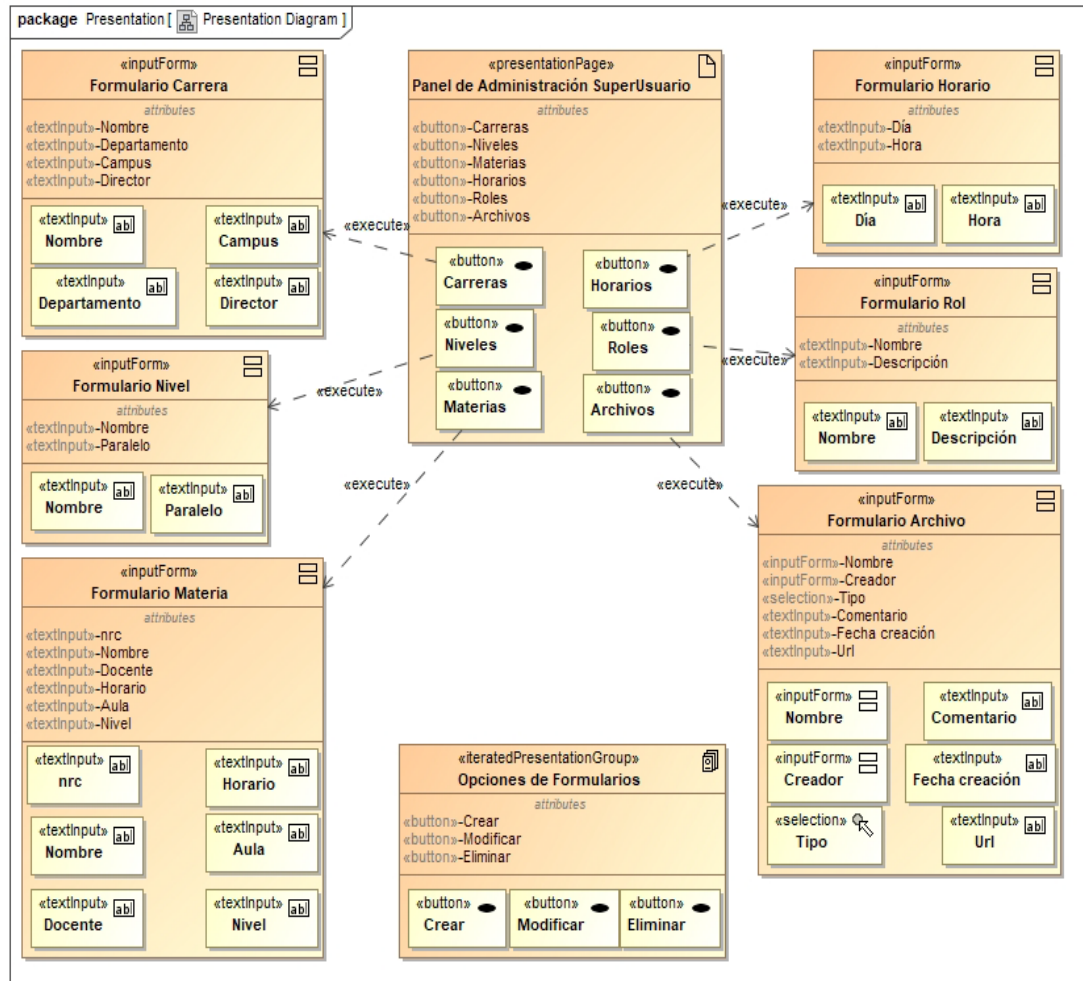 package Presentation [ Presentation Diagram ]
«inputForm»
Formulario Carrera
attributes
«textInput»-Nombre
«textInput»-Departamento
«textInput»-Campus
«textInput»-Director
«textInput»
Nombre
«textInput»
Campus
«textInput»
Departamento
«textInput»
Director
«presentationPage»
Panel de Administración SuperUsuario
attributes
«button»-Carreras
«button»-Niveles
«button»-Materias
«button»-Horarios
«button»-Roles
«button»-Archivos
«button»
Carreras
«button»
Horarios
«button»
Niveles
«button»
Roles
«button»
Materias
«button»
Archivos
«inputForm»
Formulario Horario
attributes
«textInput»-Día
«textInput»-Hora
«textInput»
Día
«textInput»
Hora
«execute»
«execute»
«inputForm»
Formulario Rol
attributes
«textInput»-Nombre
«textInput»-Descripción
«textInput»
Nombre
«textInput»
Descripción
«execute»
«execute»
«inputForm»
Formulario Nivel
attributes
«textInput»-Nombre
«textInput»-Paralelo
«textInput»
Nombre
«textInput»
Paralelo
«execute»
«execute»
«inputForm»
Formulario Materia
attributes
«textInput»-nrc
«textInput»-Nombre
«textInput»-Docente
«textInput»-Horario
«textInput»-Aula
«textInput»-Nivel
«textInput»
nrc
«textInput»
Horario
«textInput»
Nombre
«textInput»
Aula
«textInput»
Docente
«textInput»
Nivel
«iteratedPresentationGroup»
Opciones de Formularios
attributes
«button»-Crear
«button»-Modificar
«button»-Eliminar
«button»
Crear
«button»
Modificar
«button»
Eliminar
«inputForm»
Formulario Archivo
attributes
«inputForm»-Nombre
«inputForm»-Creador
«selection»-Tipo
«textInput»-Comentario
«textInput»-Fecha creación
«textInput»-Url
«inputForm»
Nombre
«textInput»
Comentario
«inputForm»
Creador
«textInput»
Fecha creación
«selection»
Tipo
«textInput»
Url